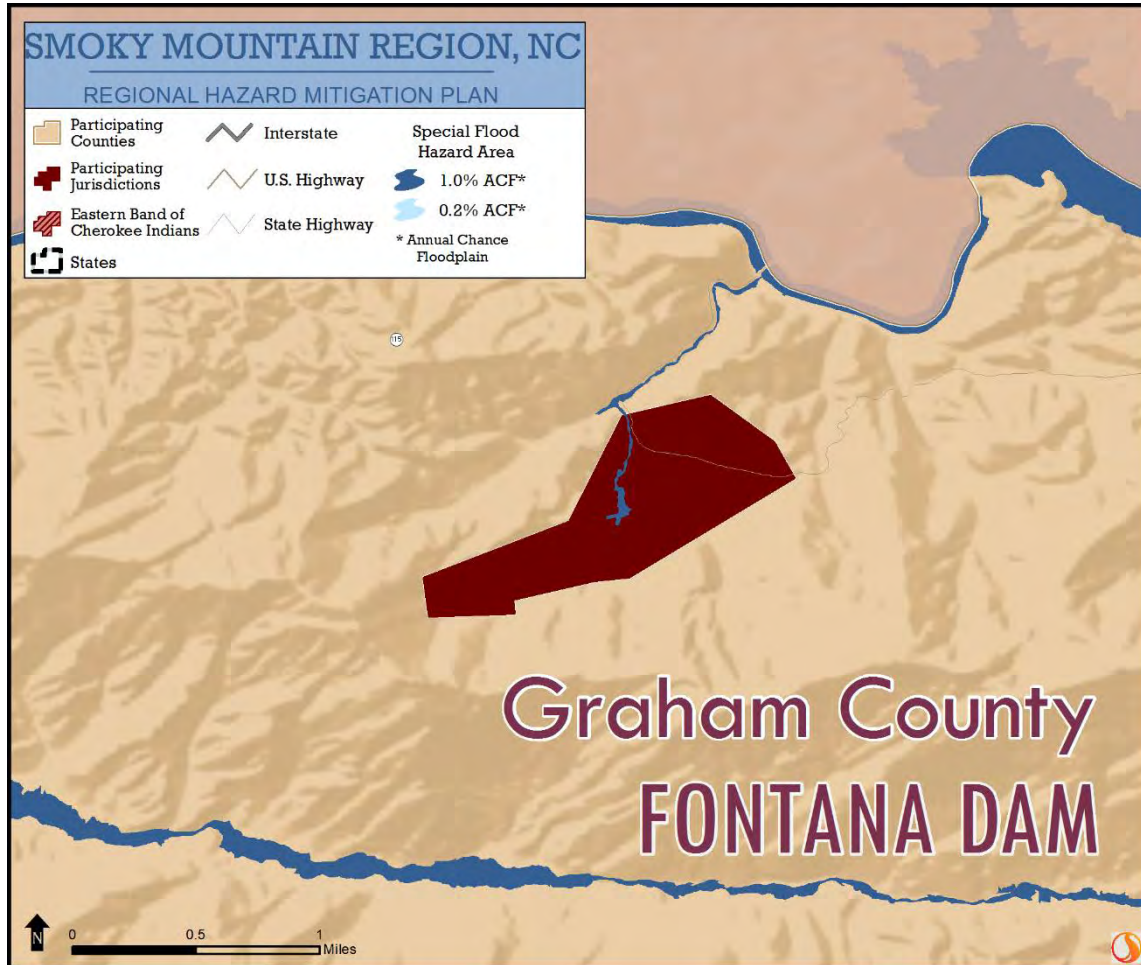 SMOKY MOUNTAIN REGION, NC
REGIONAL HAZARD MITIGATION PLAN
Participating
Counties
Participating
Jurisdictions
Eastern Band of
Cherokee Indians
States
Interstate
U.S. Highway
State Highway
Special Flood
Hazard Area
1.0% ACF*
0.2% ACF*
* Annual Chance
Floodplain
115
Graham County
FONTANA DAM
N
0 0.5 1
Miles